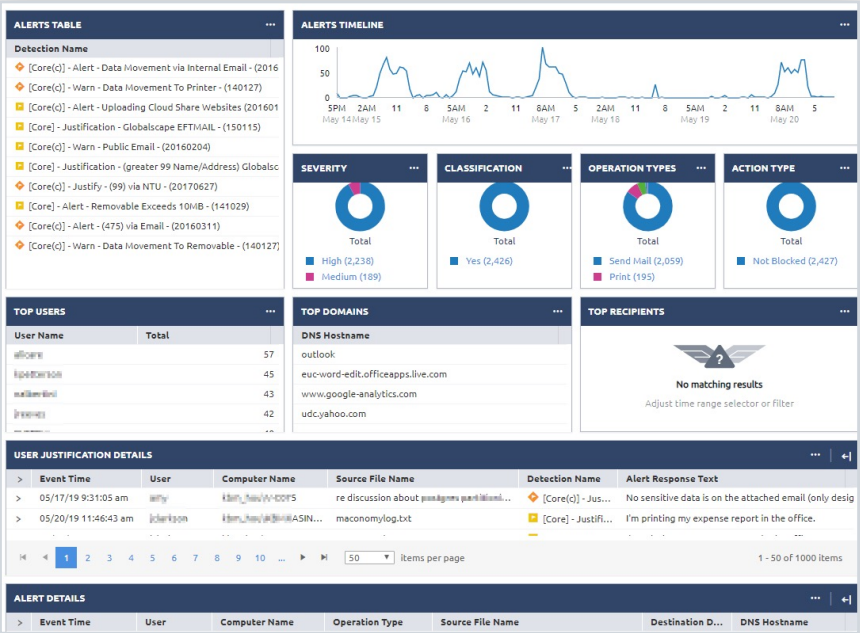 ALERTS TABLE
Detection Name
[Core(c)] - Alert - Data Movement via Internal Email - (2016
[Core(c)] - Warn - Data Movement To Printer - (140127)
[Core(c)] - Alert - Uploading Cloud Share Websites (201601
[Core] - Justification - Globalscape EFTMAIL - (150115)
[Core(c)] - Warn - Public Email - (20160204)
[Core] - Justification - (greater 99 Name/Address) Globalsc
[Core(c)] - Justify - (99) via NTU - (20170627)
[Core] - Alert - Removable Exceeds 10MB - (141029)
[Core(c)] - Alert - (475) via Email - (20160311)
[Core(c)] - Warn - Data Movement To Removable - (140127)
ALERTS TIMELINE
100
50
0
5PM 2AM 11 8 5AM 2 11 8AM 5 2AM 11 8 5AM 2 11 8AM 5
May 14 May 15 May 16 May 17 May 18 May 19 May 20
SEVERITY
Total
High (2,238)
Medium (189)
CLASSIFICATION
Total
Yes (2,426)
OPERATION TYPES
Total
Send Mail (2,059)
Print (195)
ACTION TYPE
Total
Not Blocked (2,427)
TOP USERS
User Name Total
57
45
43
42
TOP DOMAINS
DNS Hostname
outlook
euc-word-edit.officeapps.live.com
www.google-analytics.com
udc.yahoo.com
TOP RECIPIENTS
?
No matching results
Adjust time range selector or filter
USER JUSTIFICATION DETAILS
> Event Time User Computer Name Source File Name Detection Name Alert Response Text
> 05/17/19 9:31:05 am re discussion about [Core(c)] - Jus... No sensitive data is on the attached email (only desig
> 05/20/19 11:46:43 am maconomylog.txt [Core] - Justifi... I'm printing my expense report in the office.
1 2 3 4 5 6 7 8 9 10 ... 50 items per page 1 - 50 of 1000 items
ALERT DETAILS
> Event Time User Computer Name Operation Type Source File Name Destination D... DNS Hostname